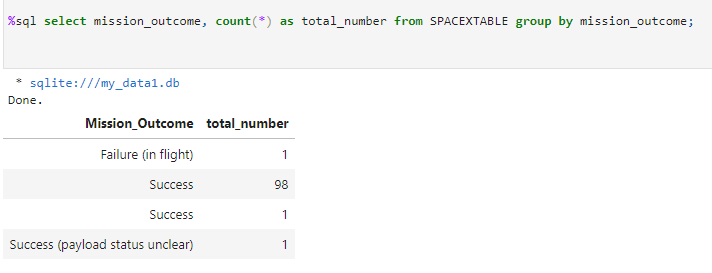 %sql select mission_outcome, count(*) as total_number from SPACEXTABLE group by mission_outcome;
* sqlite:///my_data1.db
Done.
Mission_Outcome total_number
Failure (in flight) 1
Success 98
Success 1
Success (payload status unclear) 1